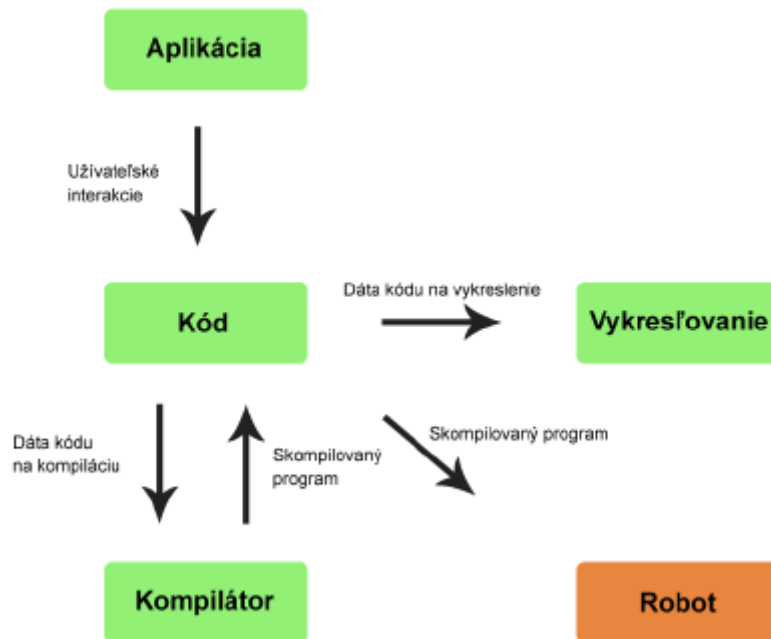 Aplikácia
Užívateľské
interakcie
Kód
Dáta kódu na vykreslenie
Vykresľovanie
Dáta kódu
na kompiláciu
Skompilovaný
program
Skompilovaný program
Kompilátor
Robot